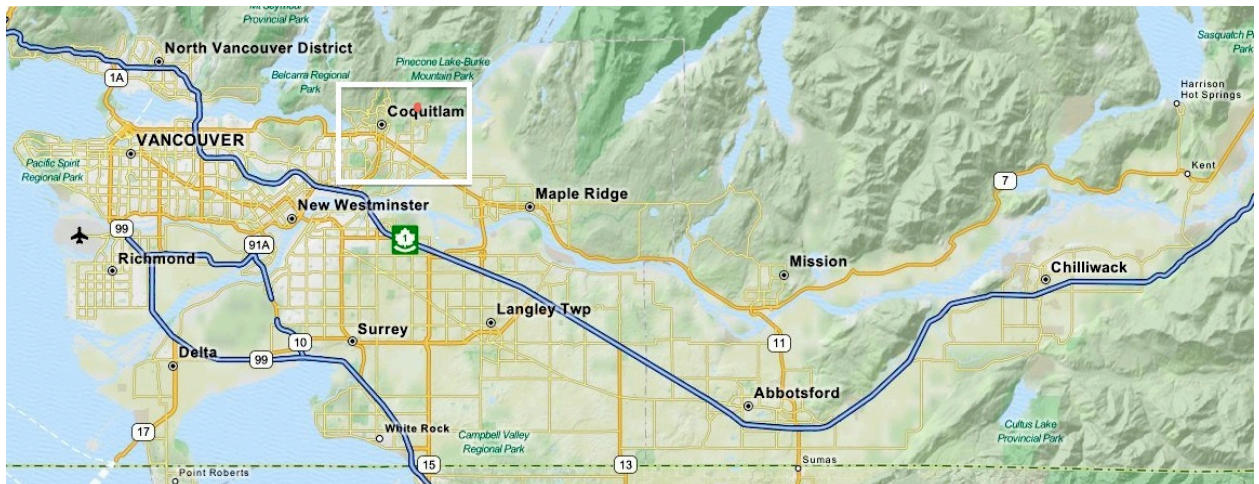 Mt Seymour
Provincial Park
North Vancouver District
1A
Belcarra Regional
Park
Pinecone Lake-Burke
Mountain Park
Sasquatch P
Park
Harrison
Hot Springs
Coquitlam
VANCOUVER
Pacific Spirit
Regional Park
Kent
7
Maple Ridge
New Westminster
99
91A
1
Richmond
Mission
Chilliwack
Langley Twp
Surrey
10
11
Delta
99
Abbotsford
17
White Rock
Campbell Valley
Regional Park
Cultus Lake
Provincial Park
15
13
Sumas
Point Roberts